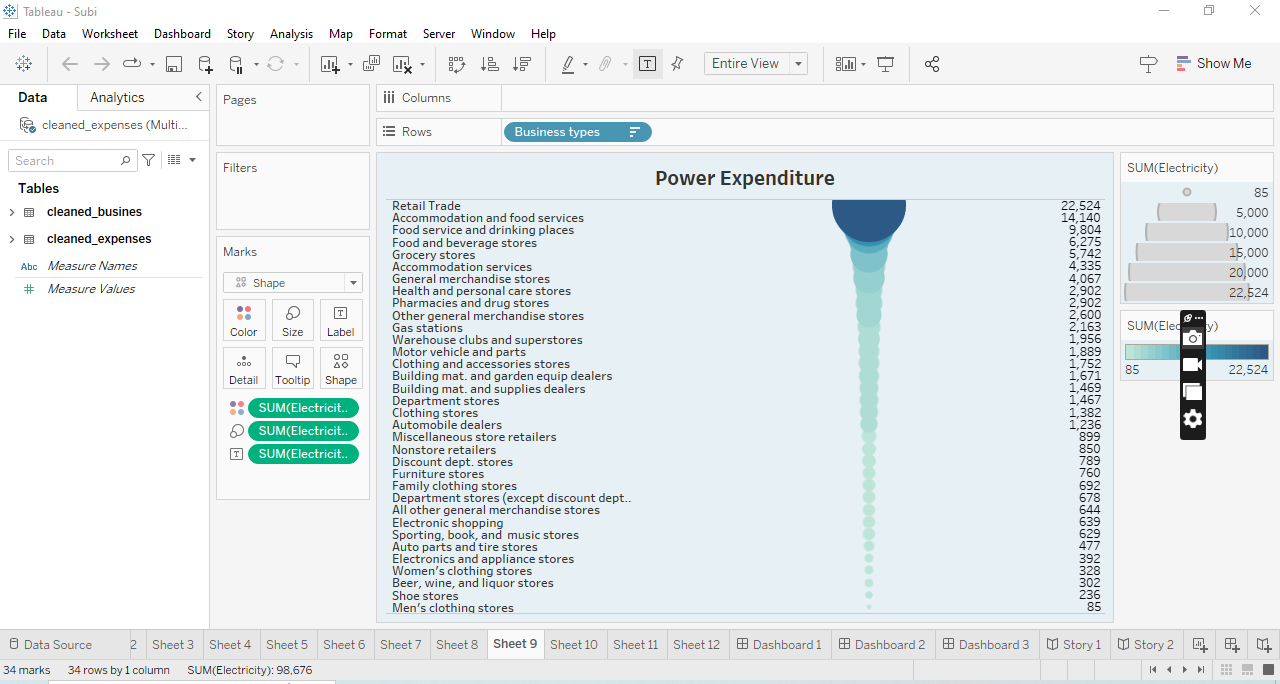 Tableau - Subi
File Data Worksheet Dashboard Story Analysis Map Format Server Window Help
Entire View
Show Me
Data Analytics
cleaned_expenses (Multi...
Search
Tables
cleaned_busines
cleaned_expenses
Abc Measure Names
# Measure Values
Pages
Filters
Marks
Shape
Color Size Label
Detail Tooltip Shape
SUM(Electricit..
SUM(Electricit..
SUM(Electricit..
Columns
Rows Business types
Power Expenditure
Retail Trade 22,524
Accommodation and food services 14,140
Food service and drinking places 9,804
Food and beverage stores 6,275
Grocery stores 5,742
Accommodation services 4,335
General merchandise stores 4,067
Health and personal care stores 2,902
Pharmacies and drug stores 2,902
Other general merchandise stores 2,600
Gas stations 2,163
Warehouse clubs and superstores 1,956
Motor vehicle and parts 1,889
Clothing and accessories stores 1,752
Building mat. and garden equip dealers 1,671
Building mat. and supplies dealers 1,469
Department stores 1,467
Clothing stores 1,382
Automobile dealers 1,236
Miscellaneous store retailers 899
Nonstore retailers 850
Discount dept. stores 789
Furniture stores 760
Family clothing stores 692
Department stores (except discount dept.. 678
All other general merchandise stores 644
Electronic shopping 639
Sporting, book, and music stores 629
Auto parts and tire stores 477
Electronics and appliance stores 392
Women's clothing stores 328
Beer, wine, and liquor stores 302
Shoe stores 236
Men's clothing stores 85
SUM(Electricity)
85
5,000
10,000
15,000
20,000
22,524
85 22,524
Data Source 2 Sheet 3 Sheet 4 Sheet 5 Sheet 6 Sheet 7 Sheet 8 Sheet 9 Sheet 10 Sheet 11 Sheet 12 Dashboard 1 Dashboard 2 Dashboard 3 Story 1 Story 2
34 marks 34 rows by 1 column SUM(Electricity): 98,676